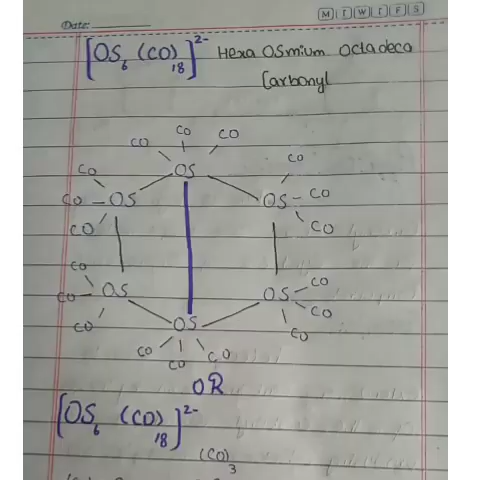 Date:
M T W T F S
[OS6 (CO)18]2- Hexa Osmium Octadeca
Carbonyl
CO CO CO
CO OS CO
CO OS OS CO
CO CO
CO CO
CO OS OS CO
CO OS CO
CO CO CO
OR
[OS6 (CO)18]2-
(CO)3